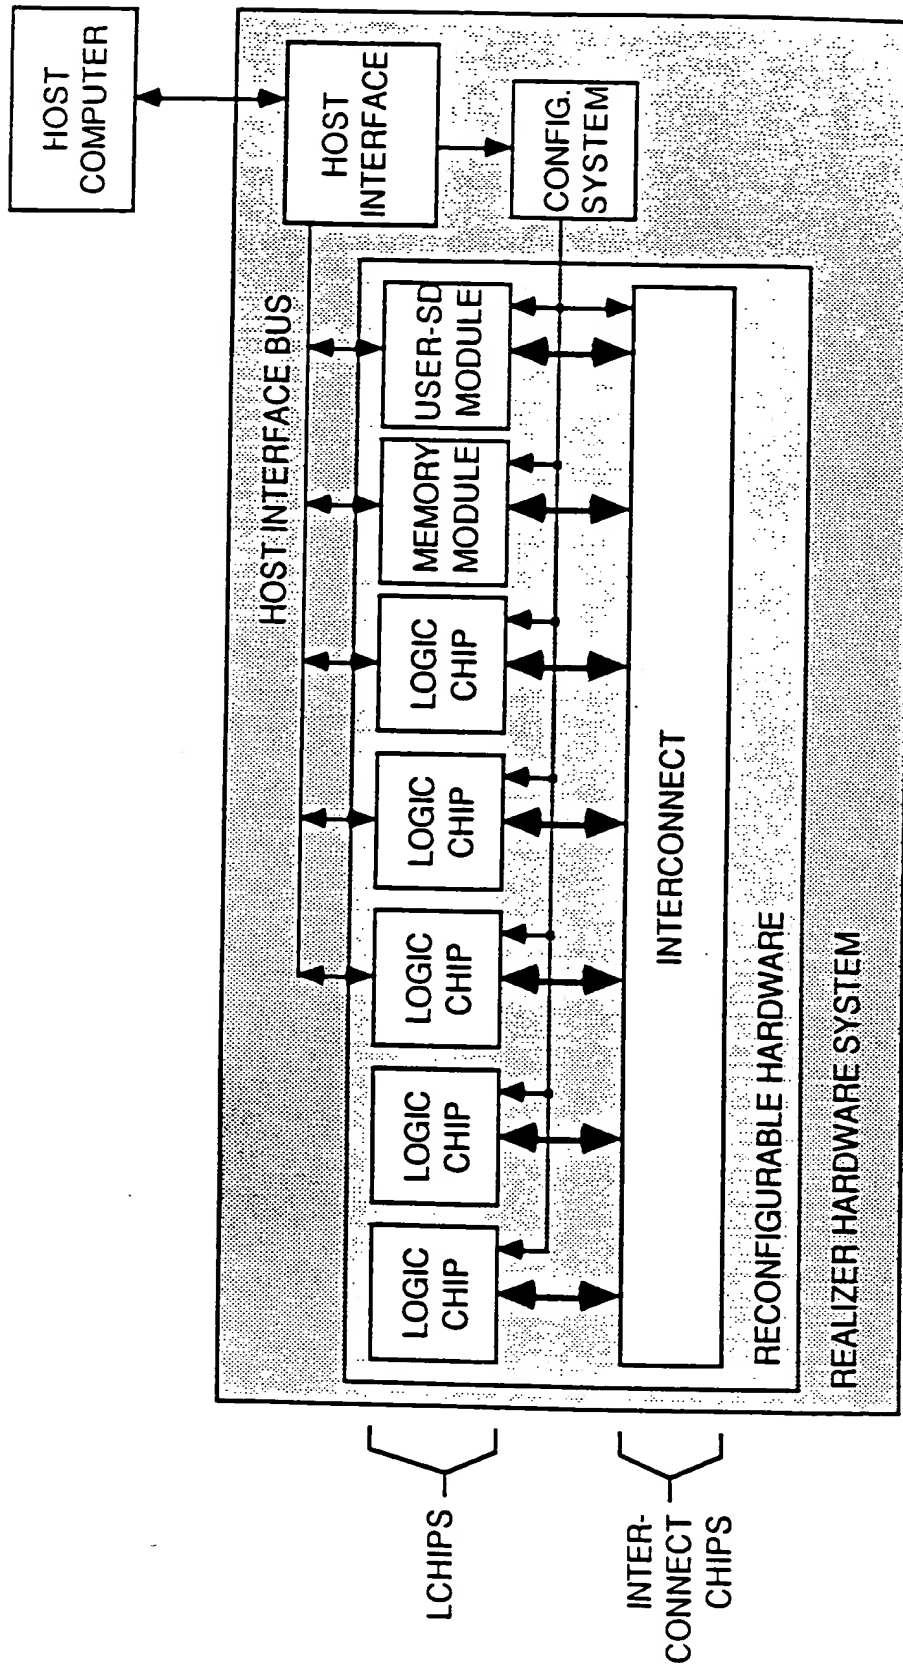 HOST
COMPUTER
HOST
INTERFACE
CONFIG.
SYSTEM
HOST INTERFACE BUS
LOGIC
CHIP
LOGIC
CHIP
LOGIC
CHIP
LOGIC
CHIP
LOGIC
CHIP
MEMORY
MODULE
USER-SD
MODULE
INTERCONNECT
RECONFIGURABLE HARDWARE
REALIZER HARDWARE SYSTEM
LCHIPS
INTER-
CONNECT
CHIPS